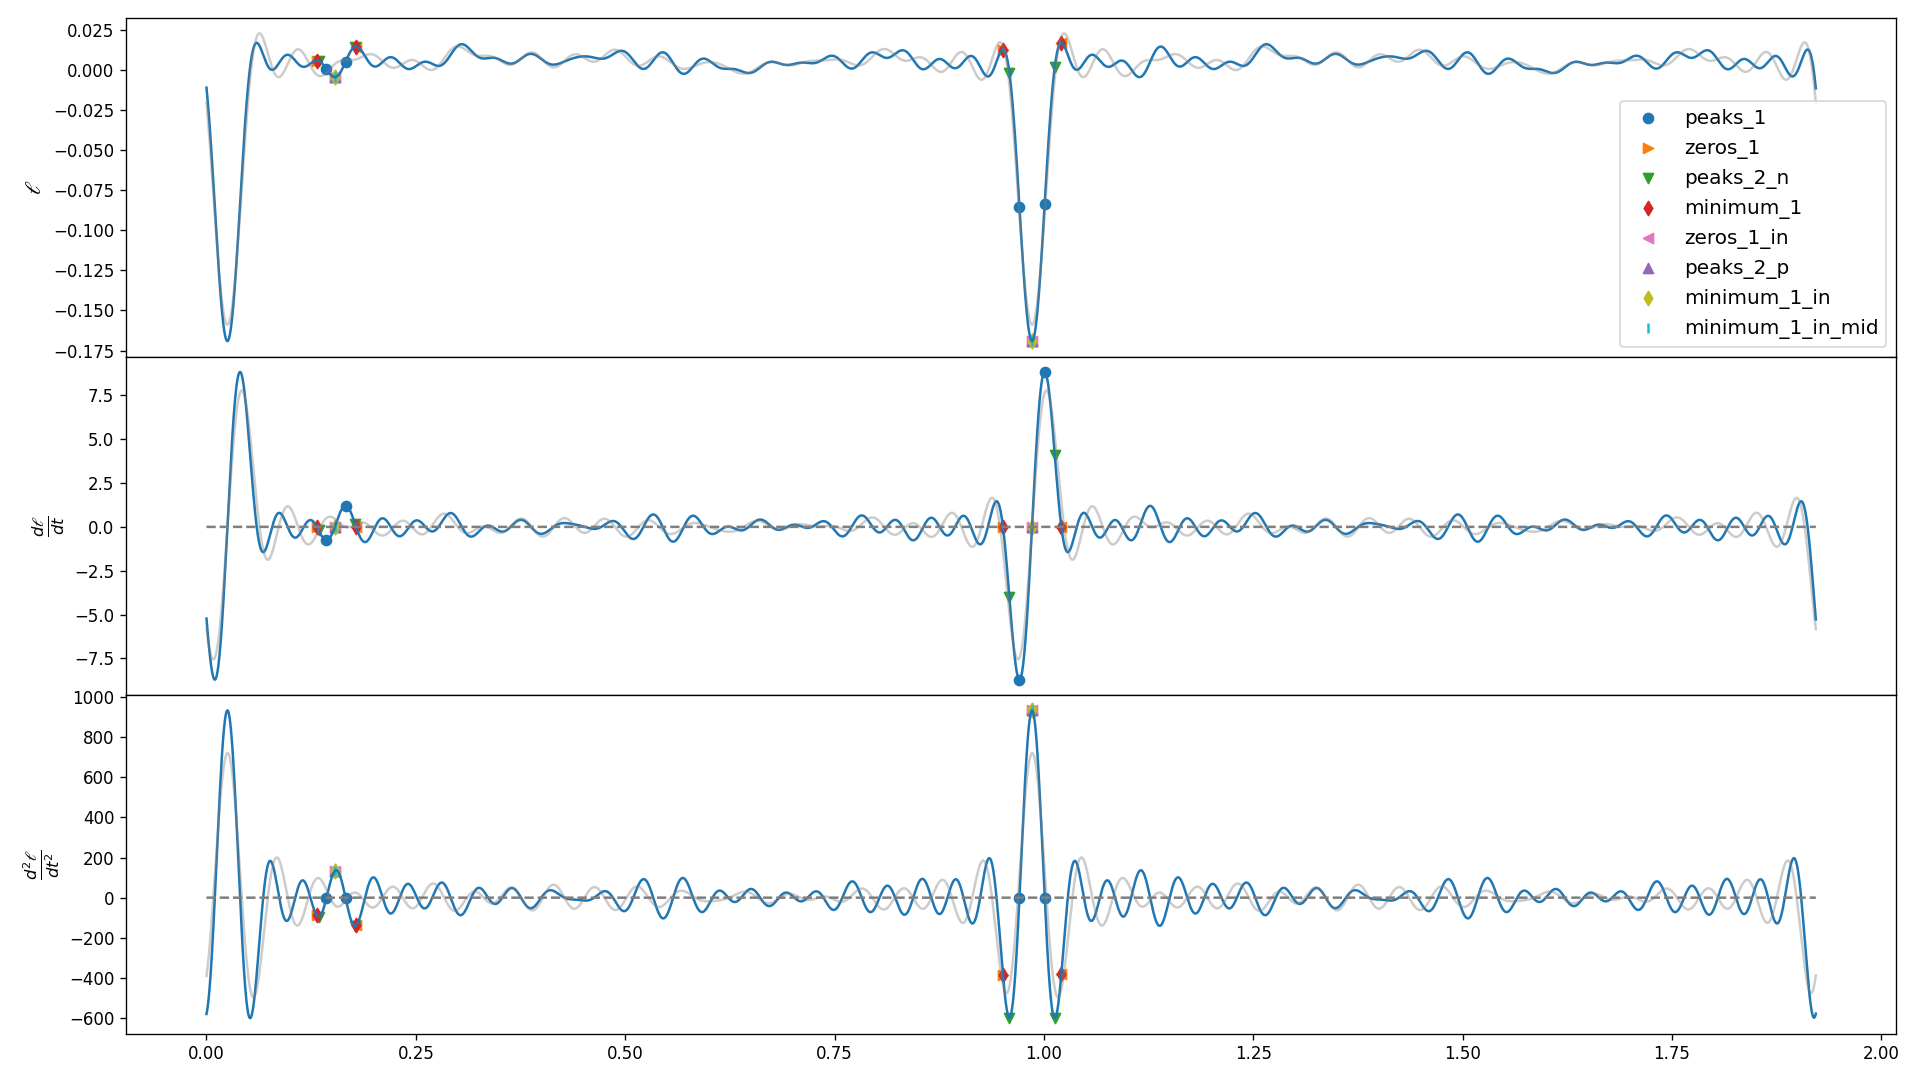 0.025
0.000
−0.025
−0.050
−0.075
−0.100
−0.125
−0.150
−0.175
ℓ
peaks_1
zeros_1
peaks_2_n
minimum_1
zeros_1_in
peaks_2_p
minimum_1_in
minimum_1_in_mid
7.5
5.0
2.5
0.0
−2.5
−5.0
−7.5
dℓ
dt
1000
800
600
400
200
0
−200
−400
−600
d²ℓ
dt²
0.00 0.25 0.50 0.75 1.00 1.25 1.50 1.75 2.00